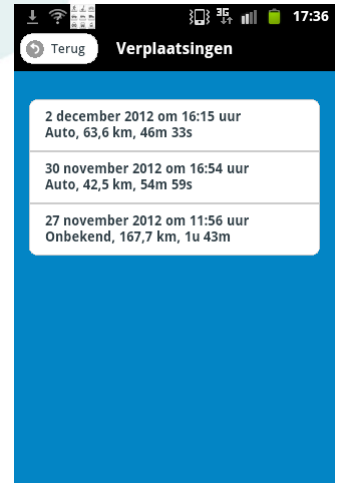 3G 17:36
Terug Verplaatsingen
2 december 2012 om 16:15 uur
Auto, 63,6 km, 46m 33s
30 november 2012 om 16:54 uur
Auto, 42,5 km, 54m 59s
27 november 2012 om 11:56 uur
Onbekend, 167,7 km, 1u 43m